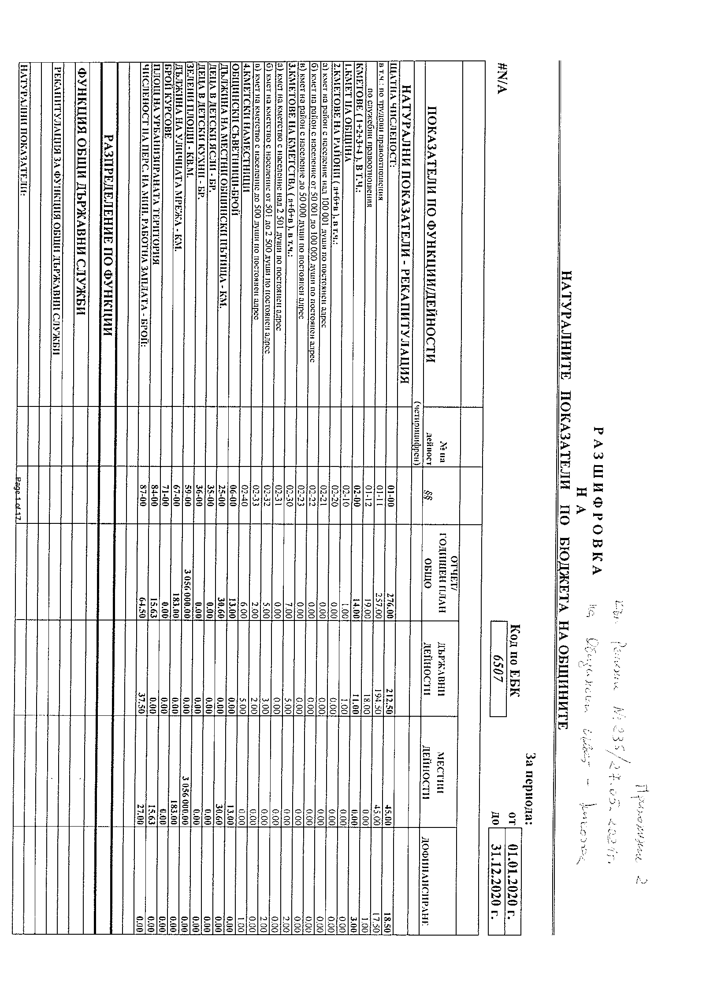 Приложение 2
към Решение № 235/27.05.2021г.
на Общински съвет -
Р А З Ш И Ф Р О В К А
Н А
НАТУРАЛНИТЕ ПОКАЗАТЕЛИ ПО БЮДЖЕТА НА ОБЩИНИТЕ
За периода:
#N/A Код по ЕБК от 01.01.2020 г.
6507 до 31.12.2020 г.
ПОКАЗАТЕЛИ ПО ФУНКЦИИ/ДЕЙНОСТИ № на дейност (четирицифрен) §§ ОТЧЕТ/ ГОДИШЕН ПЛАН ОБЩО ДЪРЖАВНИ ДЕЙНОСТИ МЕСТНИ ДЕЙНОСТИ ДОФИНАНСИРАНЕ
НАТУРАЛНИ ПОКАЗАТЕЛИ - РЕКАПИТУЛАЦИЯ
ЩАТНА ЧИСЛЕНОСТ: 01-00 276.00 212.50 45.00 18.50
в т.ч.: по трудови правоотношения 01-11 257.00 194.50 45.00 17.50
по служебни правоотношения 01-12 19.00 18.00 0.00 1.00
КМЕТОВЕ ( 1+2+3+4 ), В Т.Ч.: 02-00 14.00 11.00 0.00 3.00
1.КМЕТ НА ОБЩИНА 02-10 1.00 1.00 0.00 0.00
2.КМЕТОВЕ НА РАЙОНИ ( а+б+в ), в т.ч.: 02-20 0.00 0.00 0.00 0.00
а) кмет на район с население над 100 001 души по постоянен адрес 02-21 0.00 0.00 0.00 0.00
б) кмет на район с население от 50 001 до 100 000 души по постоянен адрес 02-22 0.00 0.00 0.00 0.00
в) кмет на район с население до 50 000 души по постоянен адрес 02-23 0.00 0.00 0.00 0.00
3.КМЕТОВЕ НА КМЕТСТВА ( а+б+в ), в т.ч.: 02-30 7.00 5.00 0.00 2.00
а) кмет на кметство с население над 2 501 души по постоянен адрес 02-31 0.00 0.00 0.00 0.00
б) кмет на кметство с население от 501 до 2 500 души по постоянен адрес 02-32 5.00 3.00 0.00 2.00
в) кмет на кметство с население до 500 души по постоянен адрес 02-33 2.00 2.00 0.00 0.00
4.КМЕТСКИ НАМЕСТНИЦИ 02-40 6.00 5.00 0.00 1.00
ОБЩИНСКИ СЪВЕТНИЦИ-БРОЙ 06-00 13.00 0.00 13.00 0.00
ДЪЛЖИНА НА МЕСТНИ ОБЩИНСКИ ПЪТИЩА - КМ. 25-00 30.60 0.00 30.60 0.00
ДЕЦА В ДЕТСКИ ЯСЛИ - БР. 35-00 0.00 0.00 0.00 0.00
ДЕЦА В ДЕТСКИ КУХНИ - БР. 36-00 0.00 0.00 0.00 0.00
ЗЕЛЕНИ ПЛОЩИ - КВ.М. 59-00 3 056 000.00 0.00 3 056 000.00 0.00
ДЪЛЖИНА НА УЛИЧНАТА МРЕЖА - КМ. 67-00 183.00 0.00 183.00 0.00
БРОЙ КУРСОВЕ 71-00 0.00 0.00 0.00 0.00
ПЛОЩ НА УРБАНИЗИРАНАТА ТЕРИТОРИЯ 84-00 15.63 0.00 15.63 0.00
ЧИСЛЕНОСТ НА ПЕРС. НА МИН. РАБОТНА ЗАПЛАТА - БРОЙ: 87-00 64.50 37.50 27.00 0.00
РАЗПРЕДЕЛЕНИЕ ПО ФУНКЦИИ
ФУНКЦИЯ ОБЩИ ДЪРЖАВНИ СЛУЖБИ
РЕКАПИТУЛАЦИЯ ЗА ФУНКЦИЯ ОБЩИ ДЪРЖАВНИ СЛУЖБИ
НАТУРАЛНИ ПОКАЗАТЕЛИ:
Page 1 of 17